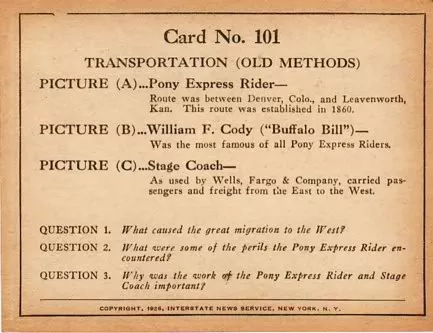 Card No. 101
TRANSPORTATION (OLD METHODS)
PICTURE (A)...Pony Express Rider—
Route was between Denver, Colo., and Leavenworth,
Kan. This route was established in 1860.
PICTURE (B)...William F. Cody ("Buffalo Bill")—
Was the most famous of all Pony Express Riders.
PICTURE (C)...Stage Coach—
As used by Wells, Fargo & Company, carried pas-
sengers and freight from the East to the West.
QUESTION 1. What caused the great migration to the West?
QUESTION 2. What were some of the perils the Pony Express Rider en-
countered?
QUESTION 3. Why was the work of the Pony Express Rider and Stage
Coach important?
COPYRIGHT, 1926, INTERSTATE NEWS SERVICE, NEW YORK, N. Y.